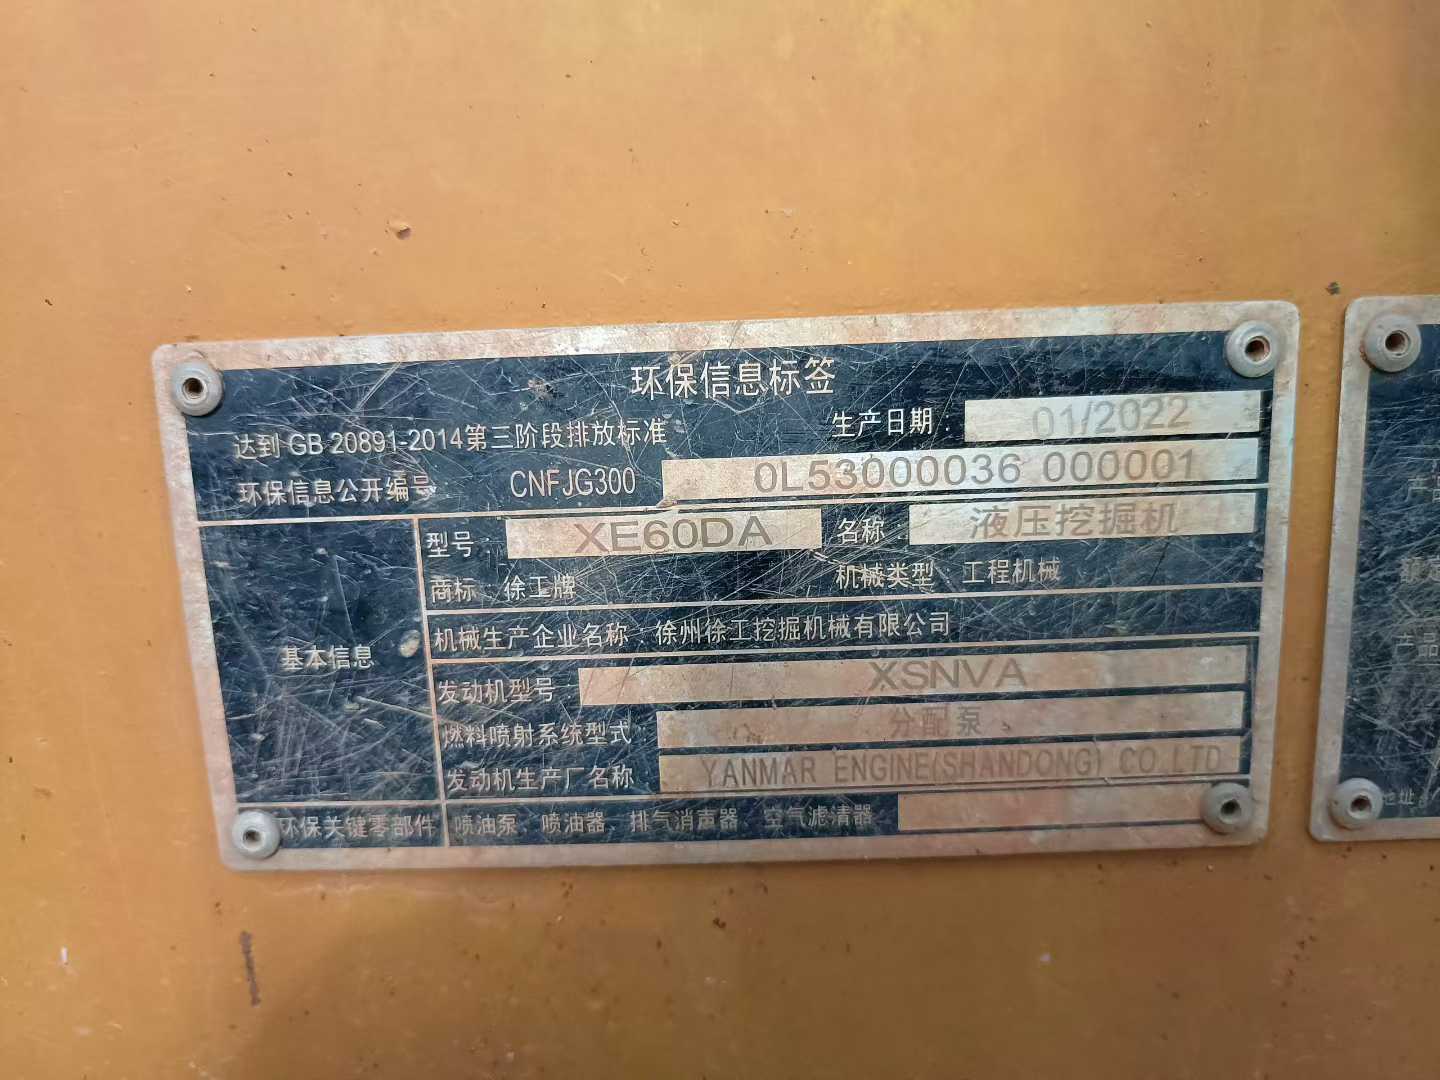 环保信息标签
达到 GB 20891-2014第三阶段排放标准 生产日期： 01/2022
环保信息公开编号 CNFJG300 0L53000036 000001
型号： XE60DA 名称： 液压挖掘机
商标：徐工牌 机械类型 工程机械
机械生产企业名称：徐州徐工挖掘机械有限公司
基本信息
发动机型号 XSNVA
燃料喷射系统型式： 分配泵
发动机生产厂名称 YANMAR ENGINE(SHANDONG) CO LTD
环保关键零部件 喷油泵、喷油器、排气消声器、空气滤清器
产品
地址